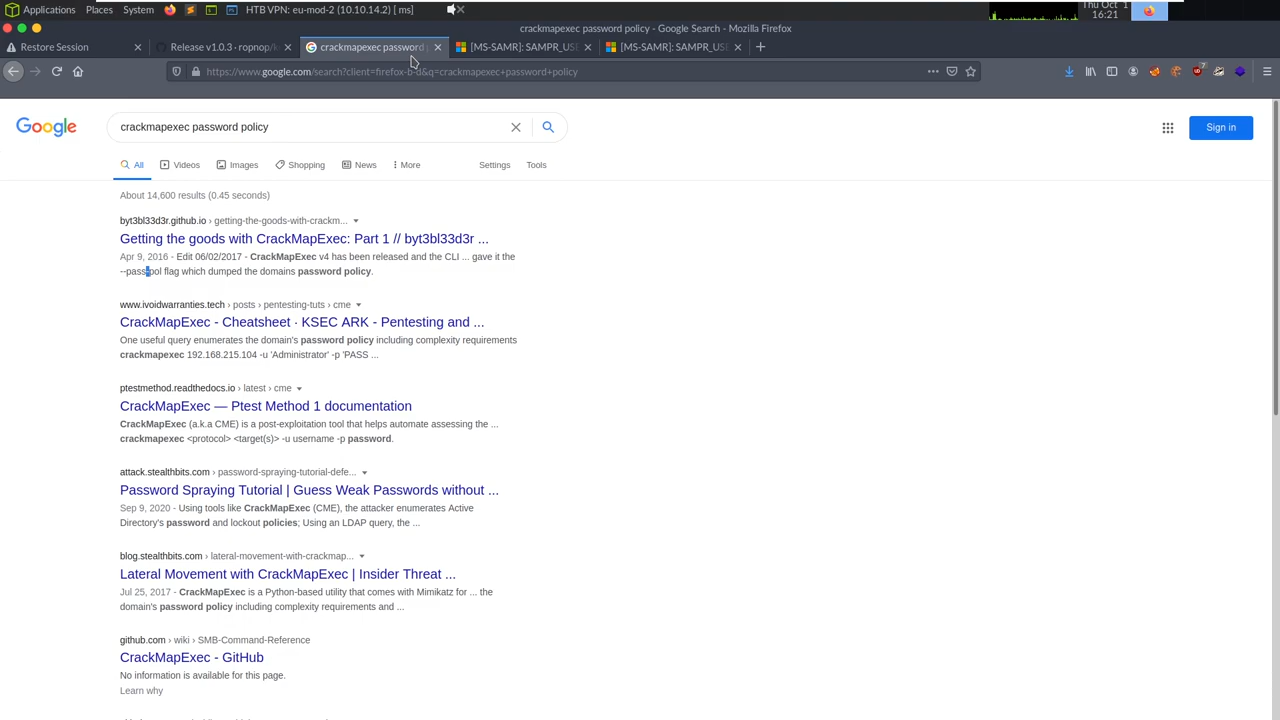 Applications Places System HTB VPN: eu-mod-2 (10.10.14.2) [ms] Thu Oct 1
16:21
crackmapexec password policy - Google Search - Mozilla Firefox
Restore Session Release v1.0.3 · ropnop/ crackmapexec password [MS-SAMR]: SAMPR_USE [MS-SAMR]: SAMPR_USE
https://www.google.com/search?client=firefox-b-d&q=crackmapexec+password+policy
Google crackmapexec password policy Sign in
All Videos Images Shopping News More Settings Tools
About 14,600 results (0.45 seconds)
byt3bl33d3r.github.io › getting-the-goods-with-crackm...
Getting the goods with CrackMapExec: Part 1 // byt3bl33d3r ...
Apr 9, 2016 - Edit 06/02/2017 - CrackMapExec v4 has been released and the CLI ... gave it the
--pass-pol flag which dumped the domains password policy.
www.ivoidwarranties.tech › posts › pentesting-tuts › cme
CrackMapExec - Cheatsheet · KSEC ARK - Pentesting and ...
One useful query enumerates the domain's password policy including complexity requirements
crackmapexec 192.168.215.104 -u 'Administrator' -p 'PASS ...
ptestmethod.readthedocs.io › latest › cme
CrackMapExec — Ptest Method 1 documentation
CrackMapExec (a.k.a CME) is a post-exploitation tool that helps automate assessing the ...
crackmapexec <protocol> <target(s)> -u username -p password.
attack.stealthbits.com › password-spraying-tutorial-defe...
Password Spraying Tutorial | Guess Weak Passwords without ...
Sep 9, 2020 - Using tools like CrackMapExec (CME), the attacker enumerates Active
Directory's password and lockout policies; Using an LDAP query, the ...
blog.stealthbits.com › lateral-movement-with-crackmap...
Lateral Movement with CrackMapExec | Insider Threat ...
Jul 25, 2017 - CrackMapExec is a Python-based utility that comes with Mimikatz for ... the
domain's password policy including complexity requirements and ...
github.com › wiki › SMB-Command-Reference
CrackMapExec - GitHub
No information is available for this page.
Learn why